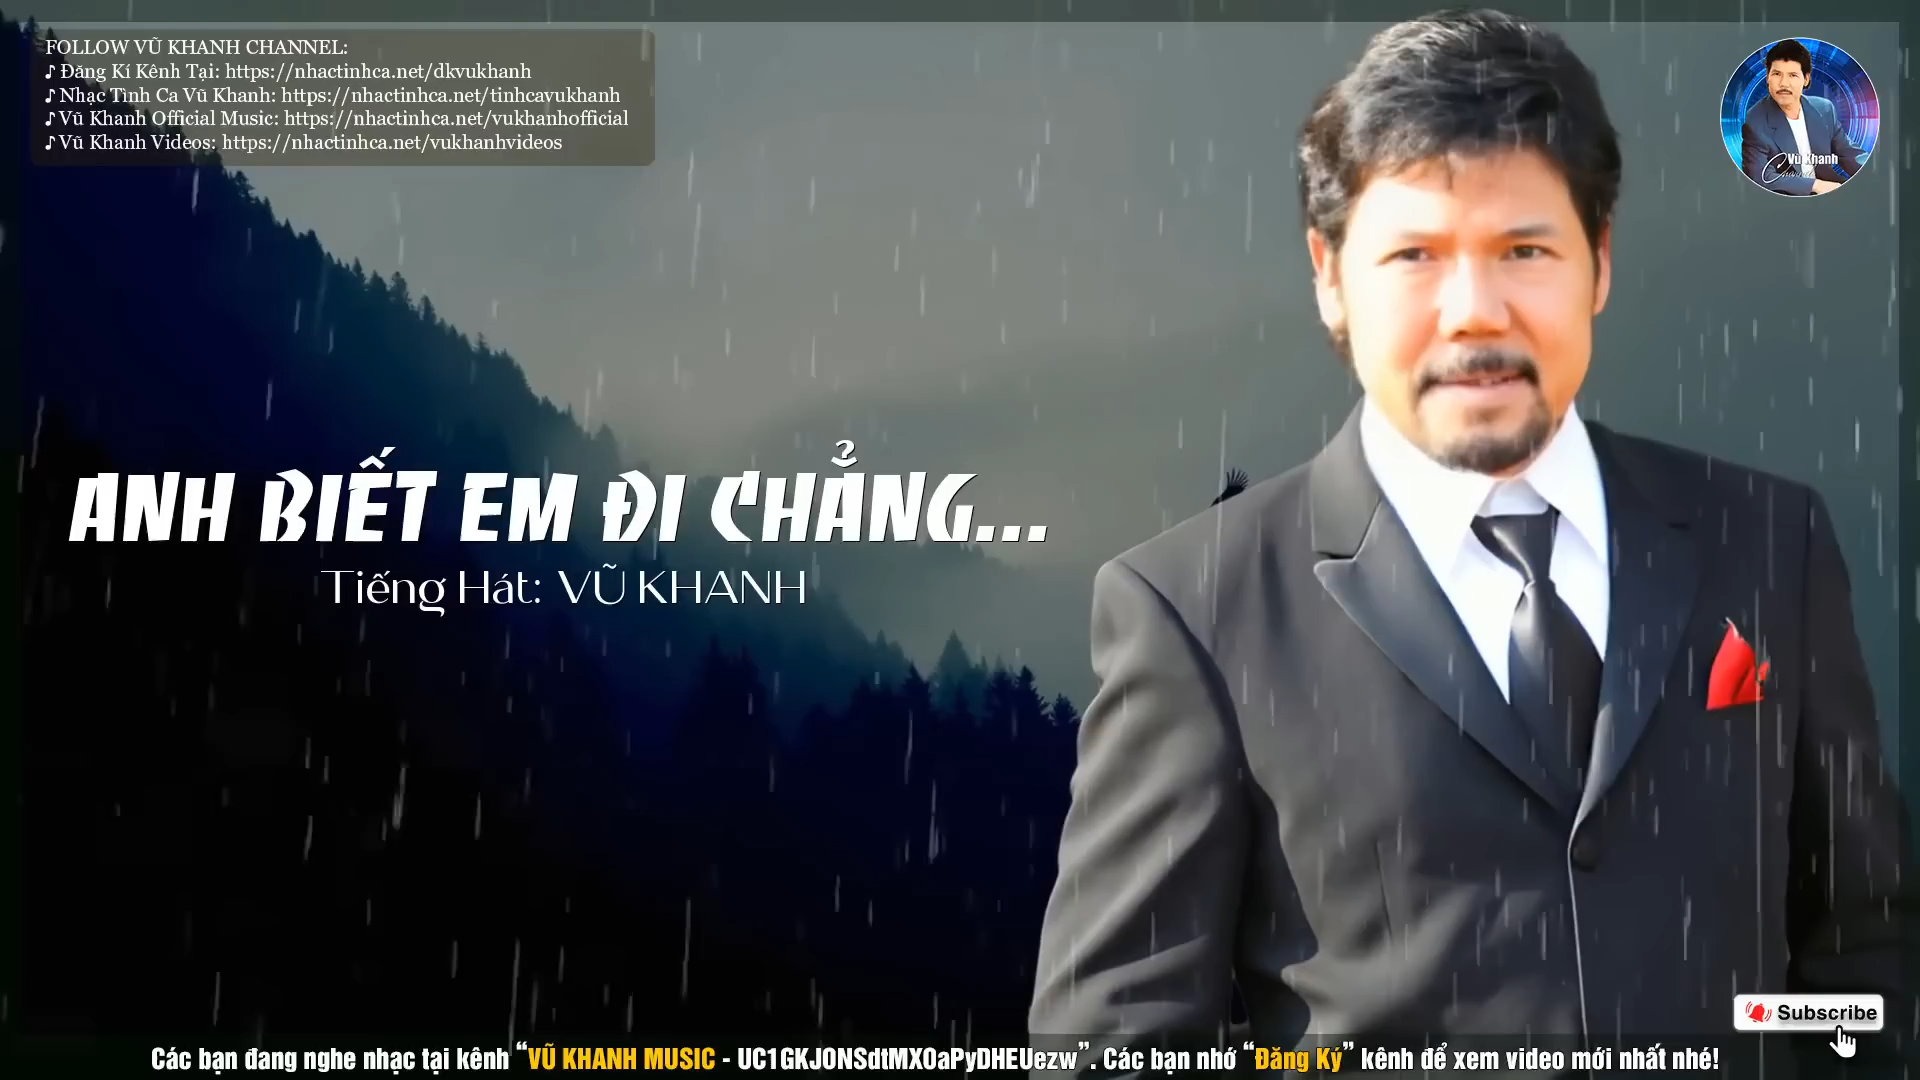 FOLLOW VŨ KHANH CHANNEL:
♪ Đăng Kí Kênh Tại: https://nhactinhca.net/dkvukhanh
♪ Nhạc Tình Ca Vũ Khanh: https://nhactinhca.net/tinhcavukhanh
♪ Vũ Khanh Official Music: https://nhactinhca.net/vukhanhofficial
♪ Vũ Khanh Videos: https://nhactinhca.net/vukhanhvideos
Vũ Khanh
Channel
ANH BIẾT EM ĐI CHẲNG...
Tiếng Hát: VŨ KHANH
Subscribe
Các bạn đang nghe nhạc tại kênh “VŨ KHANH MUSIC - UC1GKJONSdtMXOaPyDHEUezw”. Các bạn nhớ “Đăng Ký” kênh để xem video mới nhất nhé!